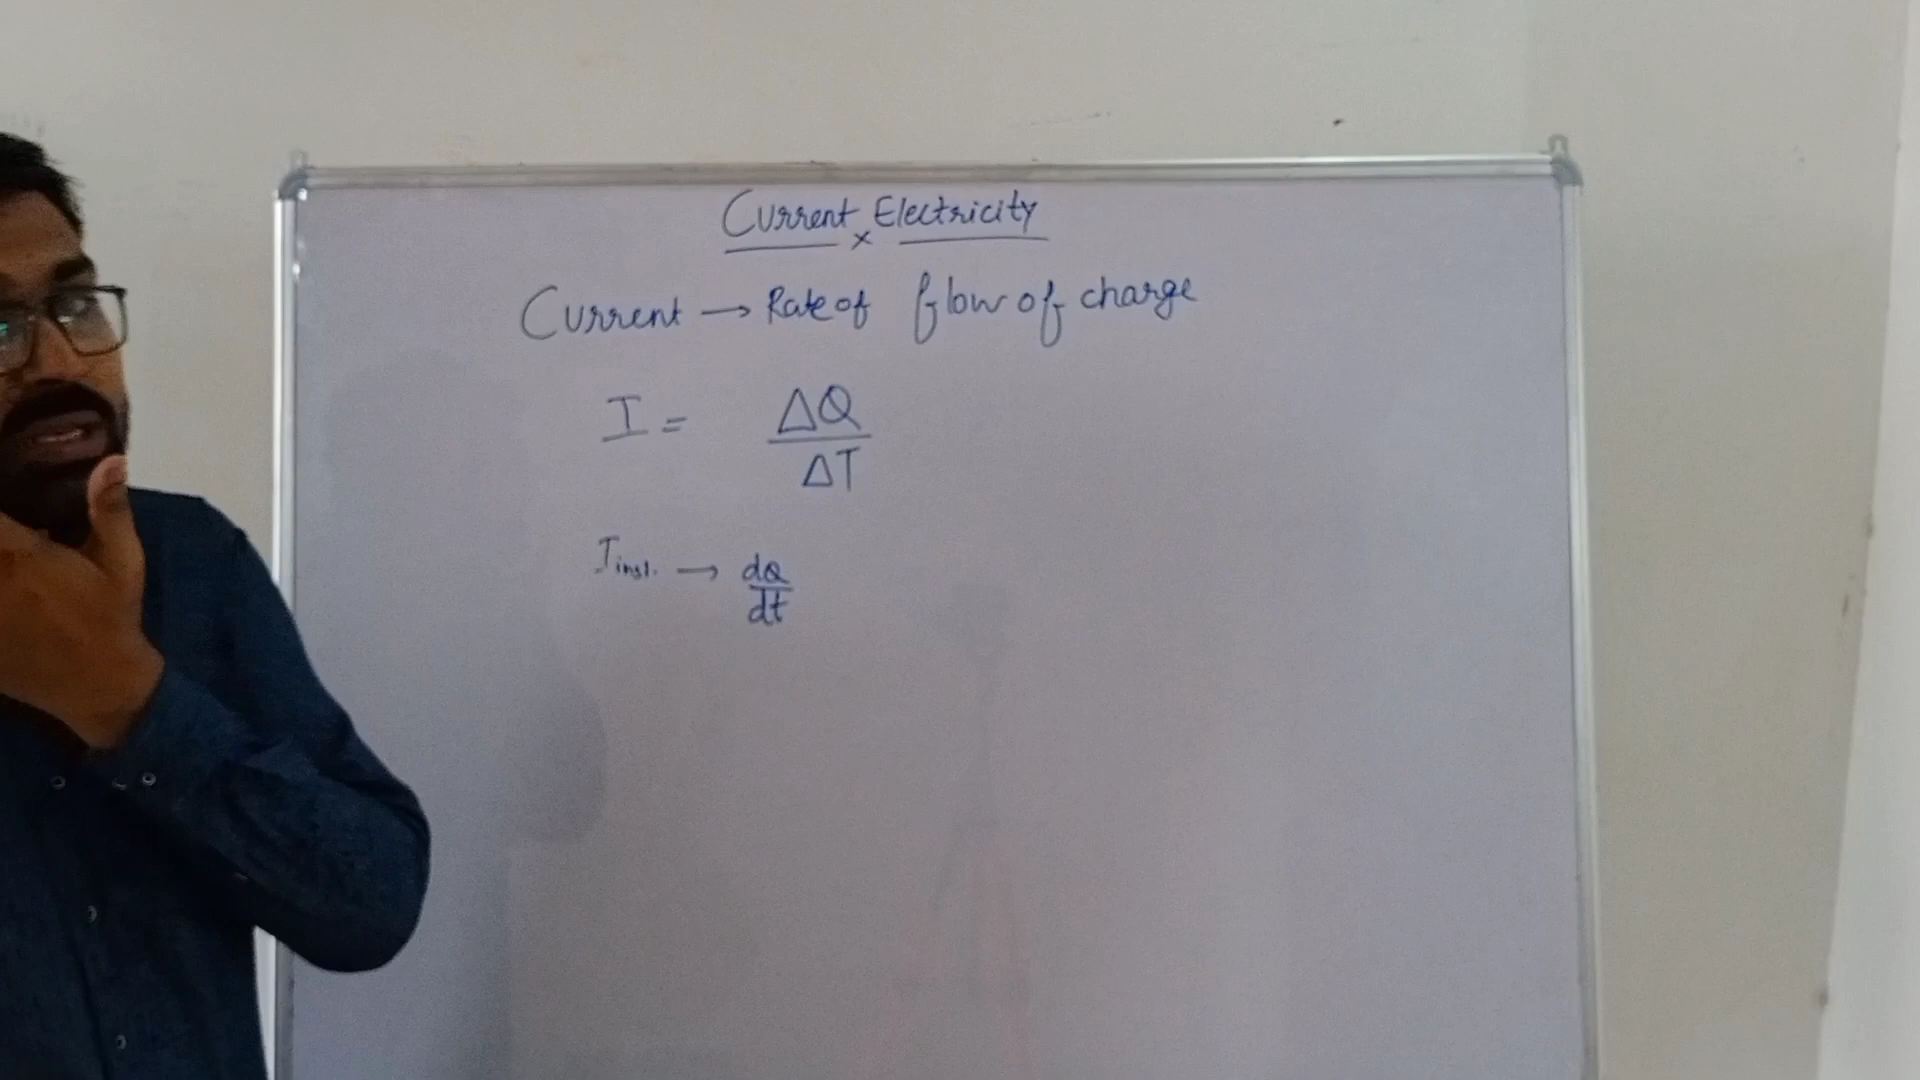 Current Electricity
x
Current → Rate of flow of charge
I = ΔQ
ΔT
Iinst. → dQ
dt